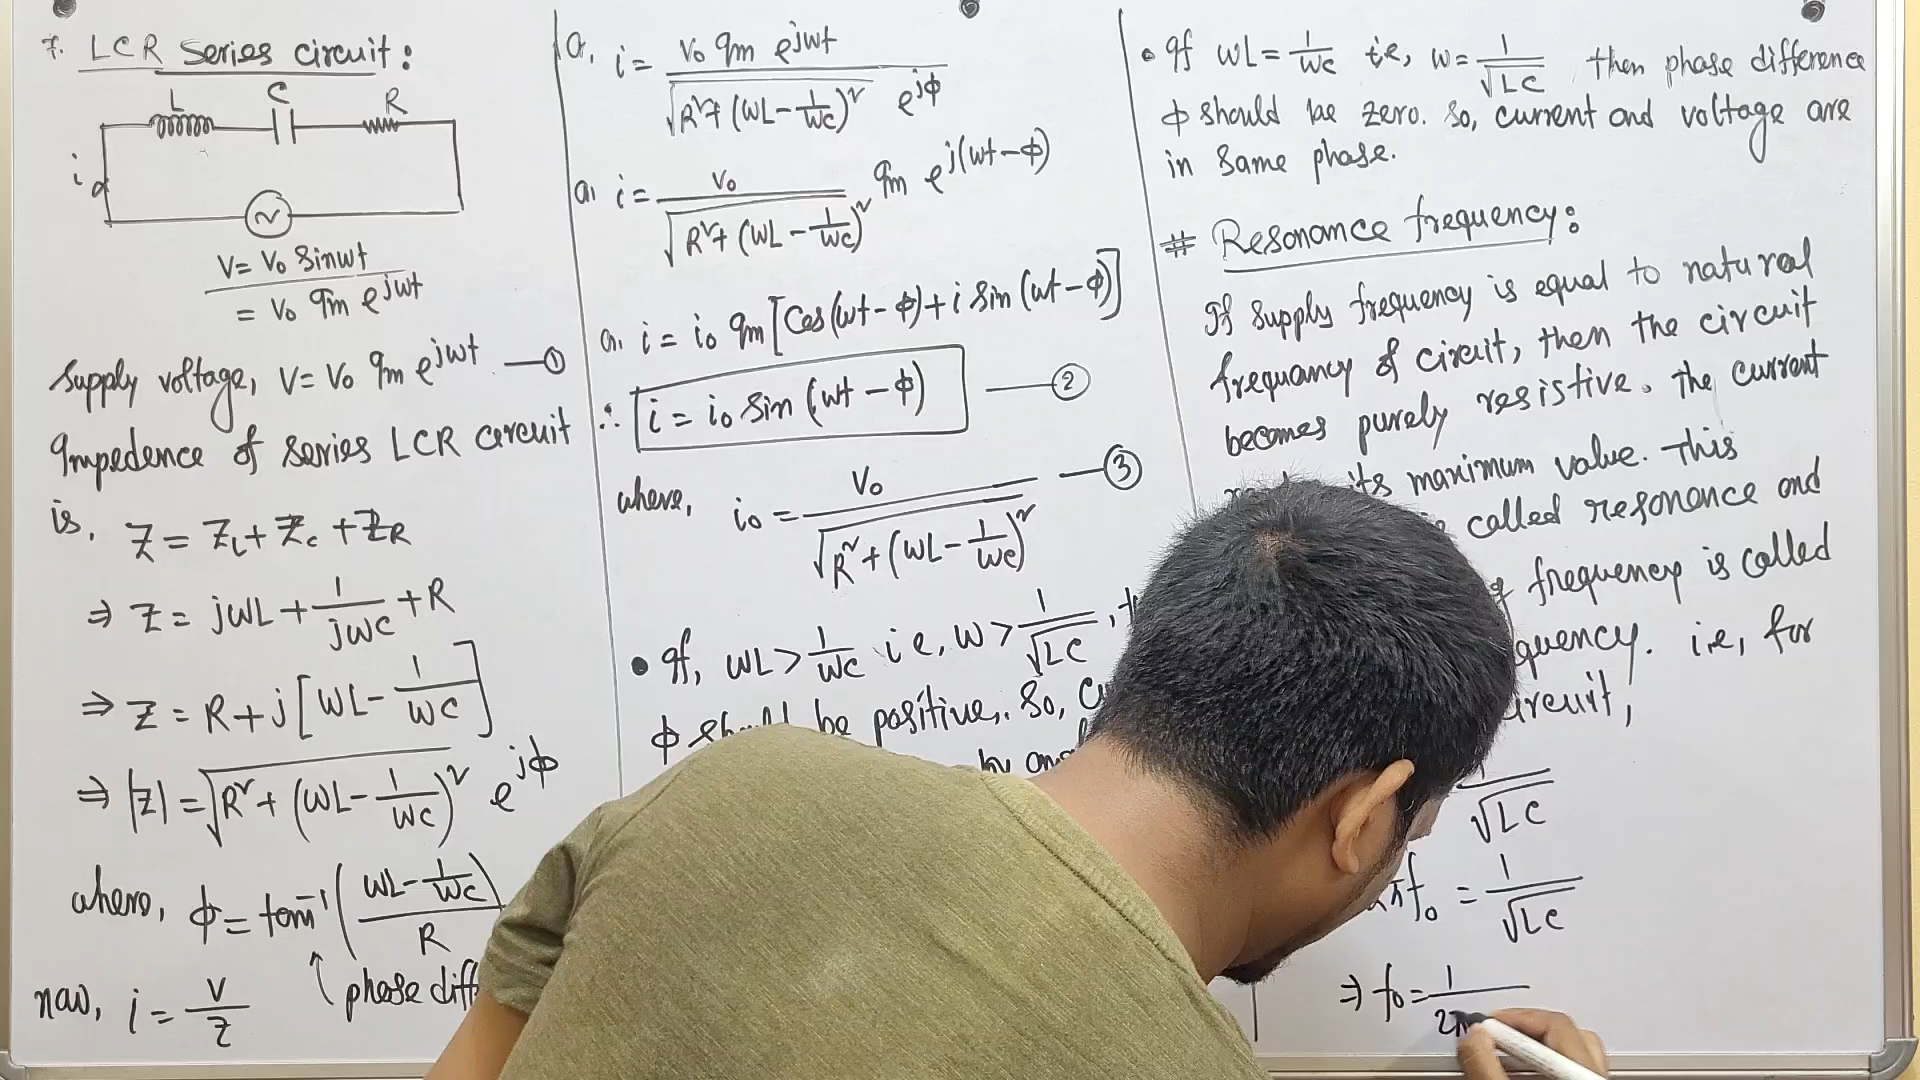 7. LCR Series circuit:
L C R
i
V = V₀ sinωt
= V₀ Im e^{jωt}
Supply voltage, V = V₀ Im e^{jωt} —①
Impedence of series LCR circuit
is, Z = Z_L + Z_c + Z_R
⇒ Z = jωL + 1/(jωC) + R
⇒ Z = R + j[ωL − 1/(ωC)]
⇒ |Z| = √(R² + (ωL − 1/(ωC))²) e^{jϕ}
where, ϕ = tan⁻¹((ωL − 1/(ωC))/R)
↑ phase diff
now, i = V/Z
or, i = V₀ Im e^{jωt} / √(R² + (ωL − 1/(ωC))²) e^{jϕ}
or, i = V₀/√(R² + (ωL − 1/(ωC))²) Im e^{j(ωt − ϕ)}
or, i = i₀ Im [Cos(ωt − ϕ) + i sin(ωt − ϕ)]
∴ i = i₀ sin(ωt − ϕ) —②
where, i₀ = V₀/√(R² + (ωL − 1/(ωC))²) —③
• If, ωL > 1/(ωC) i e, ω > 1/√(LC),
ϕ should be positive. So,
by
• If ωL = 1/(ωC) i.e, ω = 1/√(LC) then phase difference
ϕ should be zero. So, current and voltage are
in same phase.
# Resonance frequency:
If supply frequency is equal to natural
frequency of circuit, then the circuit
becomes purely resistive. The current
its maximum value. This
called resonance and
frequency is called
quency. i.e, for
circuit,
√LC
πf₀ = 1/√(LC)
⇒ f₀ = 1/2π